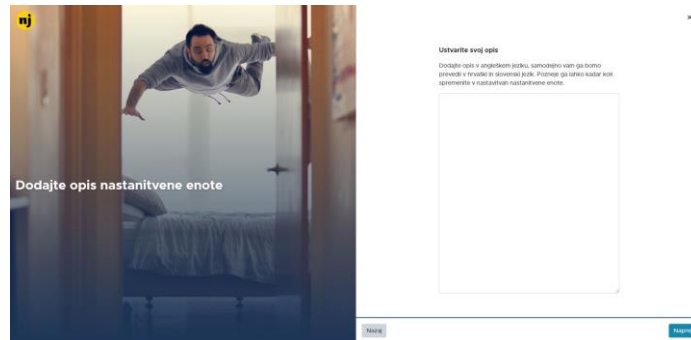 nj
Dodajte opis nastanitvene enote
Ustvarite svoj opis
Dodajte opis v angleškem jeziku, samodejno vam ga bomo
prevedli v hrvaški in slovenski jezik. Pozneje ga lahko kadar koli
spremenite v nastavitvah nastanitvene enote.
Nazaj